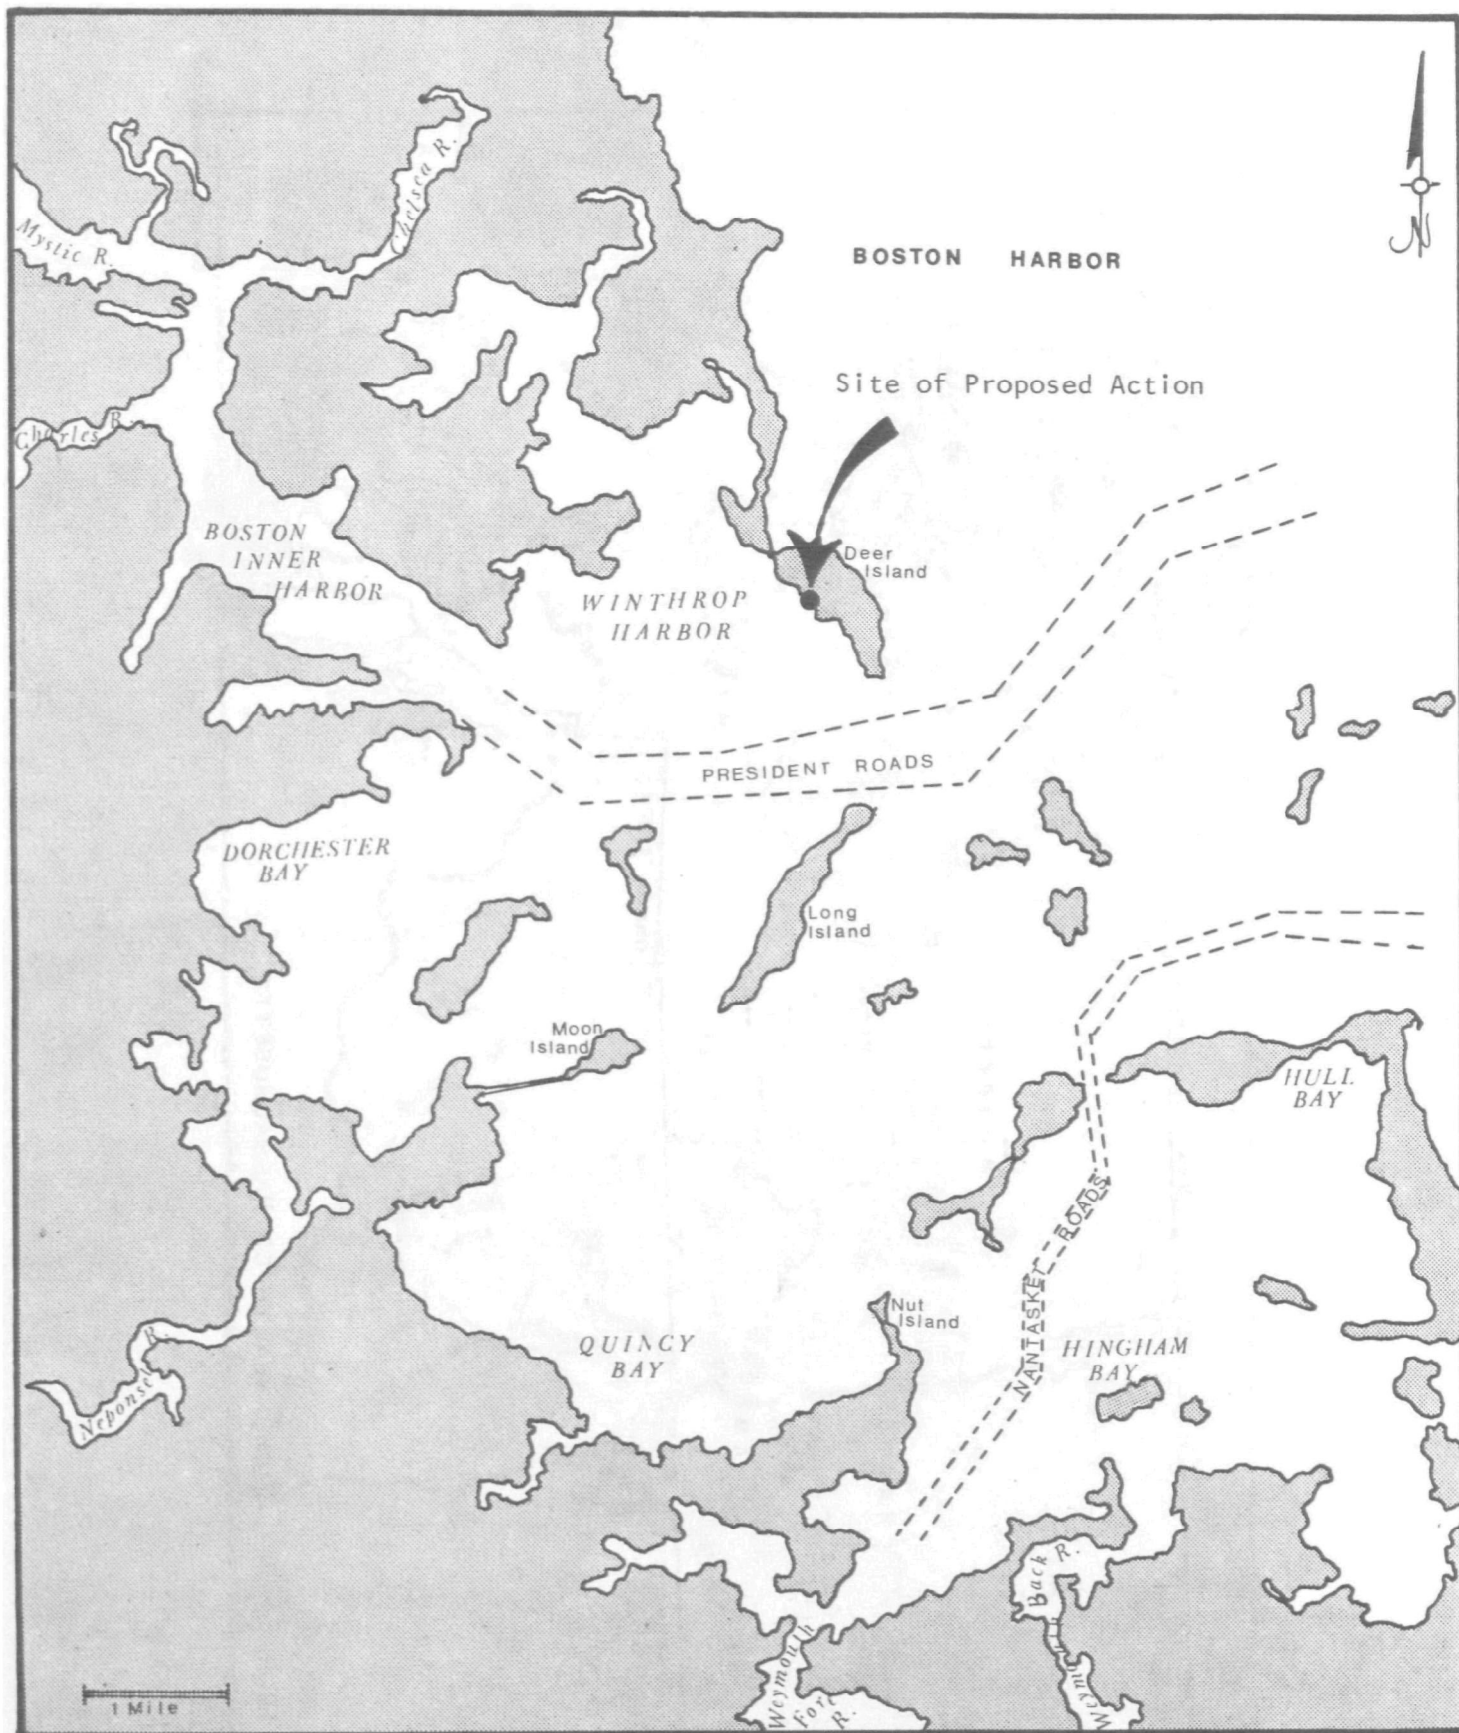 N
Chelsea R.
Mystic R.
BOSTON HARBOR
Site of Proposed Action
Charles R.
BOSTON
INNER
HARBOR
Deer
Island
WINTHROP
HARBOR
PRESIDENT ROADS
DORCHESTER
BAY
Long
Island
Moon
Island
HULL
BAY
NANTASKET ROADS
Nut
Island
QUINCY
BAY
HINGHAM
BAY
Neponset R.
Weymouth
Fore
R.
Weymouth Back R.
1 Mile